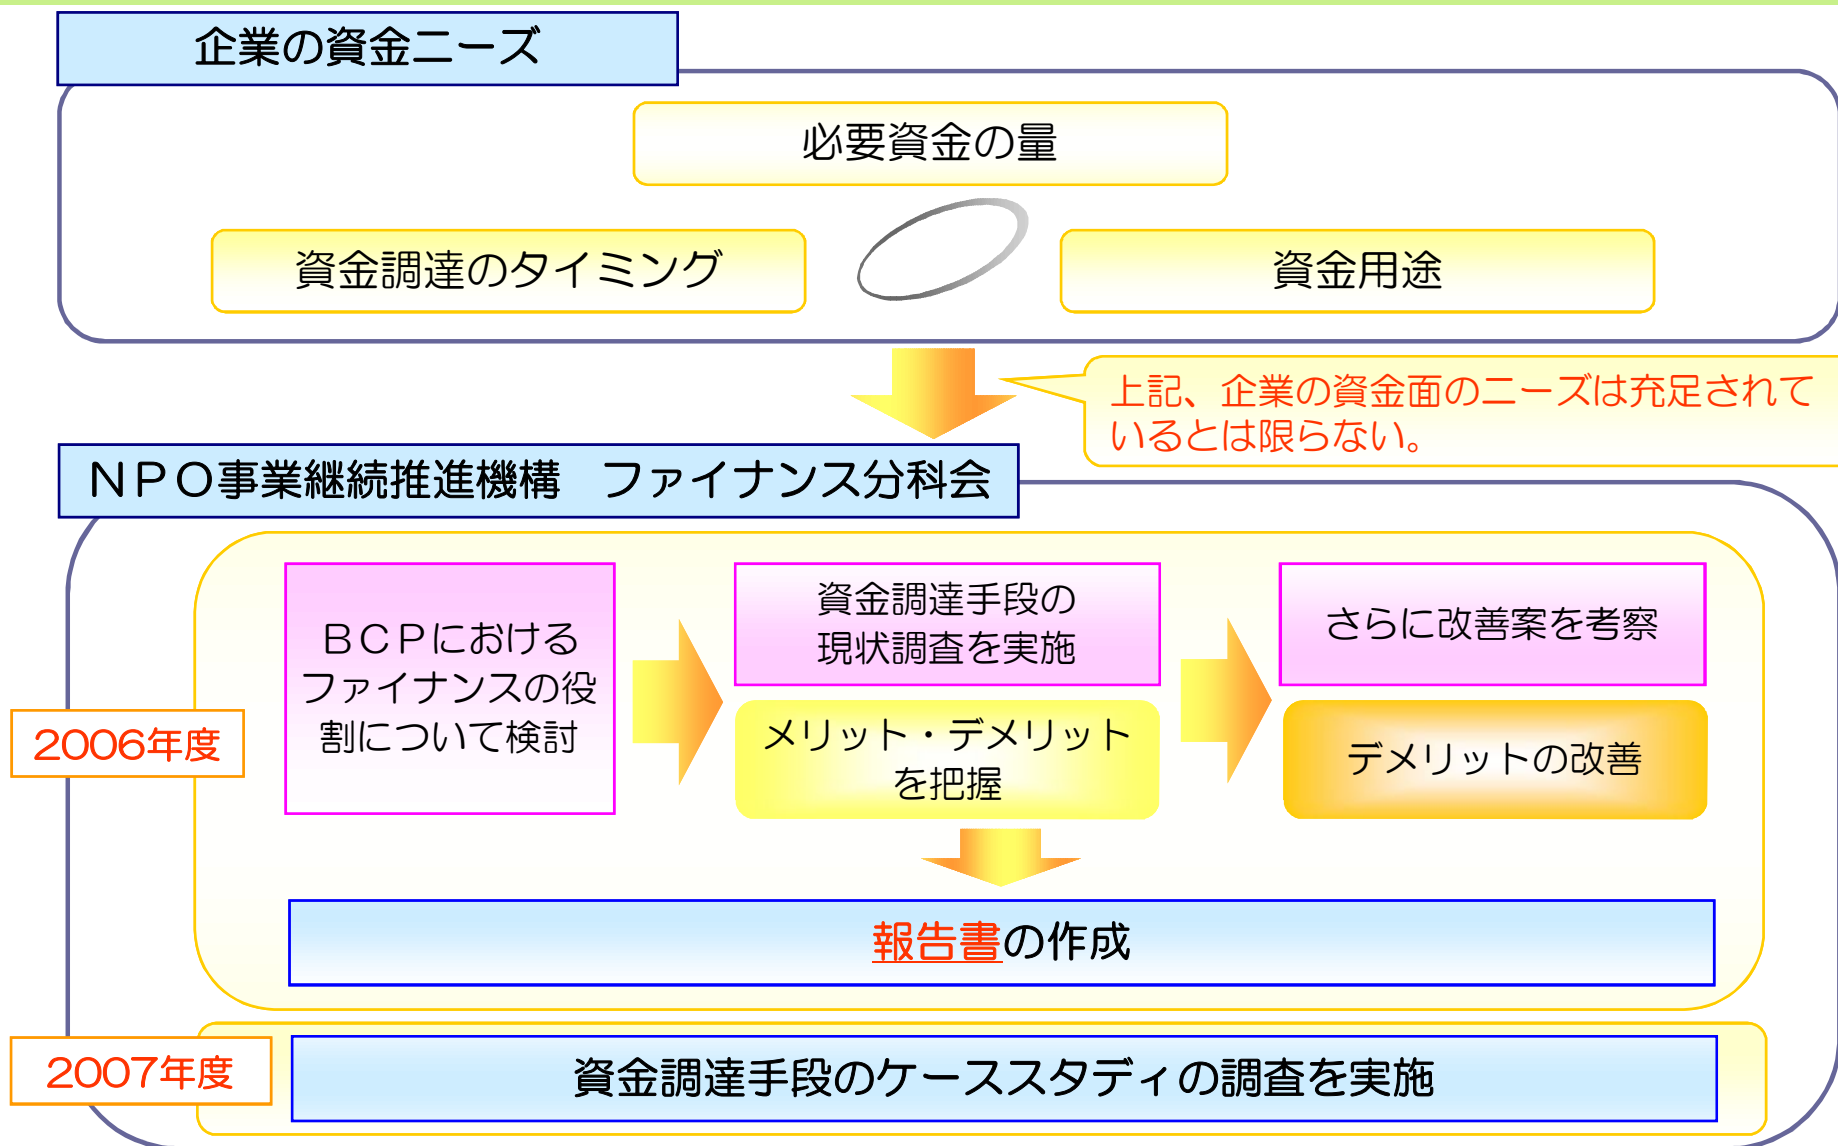 企業の資金ニーズ
必要資金の量
資金調達のタイミング
資金用途
上記、企業の資金面のニーズは充足されて
いるとは限らない。
ＮＰＯ事業継続推進機構　ファイナンス分科会
2006年度
ＢＣＰにおける
ファイナンスの役
割について検討
資金調達手段の
現状調査を実施
メリット・デメリット
を把握
さらに改善案を考察
デメリットの改善
報告書の作成
2007年度
資金調達手段のケーススタディの調査を実施